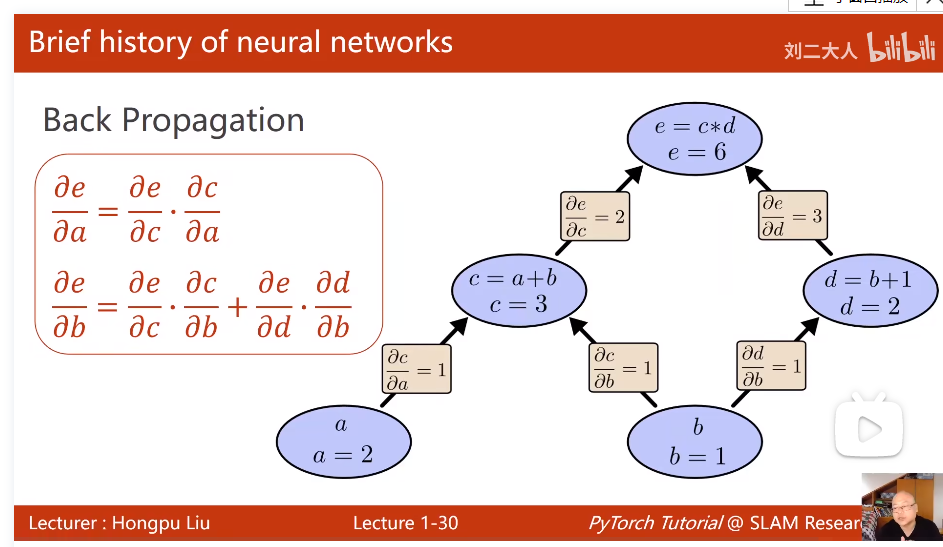 Brief history of neural networks
刘二大人 bilibili
Back Propagation
∂e/∂a = ∂e/∂c · ∂c/∂a
∂e/∂b = ∂e/∂c · ∂c/∂b + ∂e/∂d · ∂d/∂b
e = c*d
e = 6
∂e/∂c = 2
∂e/∂d = 3
c = a+b
c = 3
d = b+1
d = 2
∂c/∂a = 1
∂c/∂b = 1
∂d/∂b = 1
a
a = 2
b
b = 1
Lecturer : Hongpu Liu
Lecture 1-30
PyTorch Tutorial @ SLAM Resear